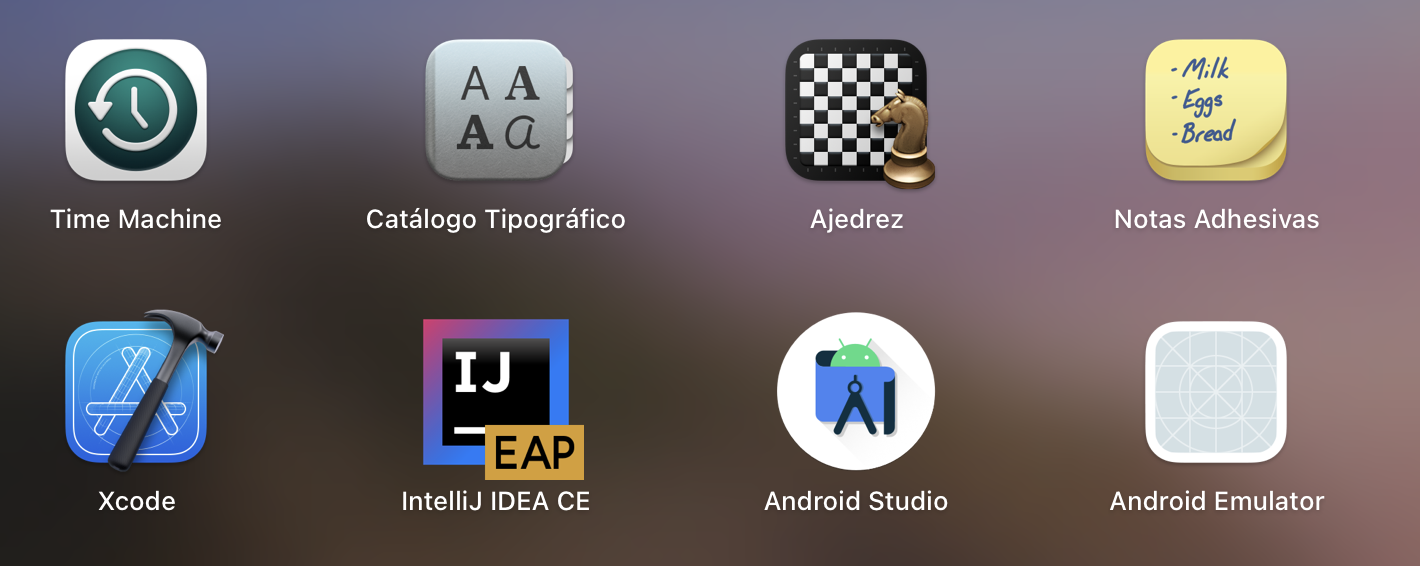 A A
A a
- Milk
- Eggs
- Bread
Time Machine
Catálogo Tipográfico
Ajedrez
Notas Adhesivas
IJ
EAP
Xcode
IntelliJ IDEA CE
Android Studio
Android Emulator